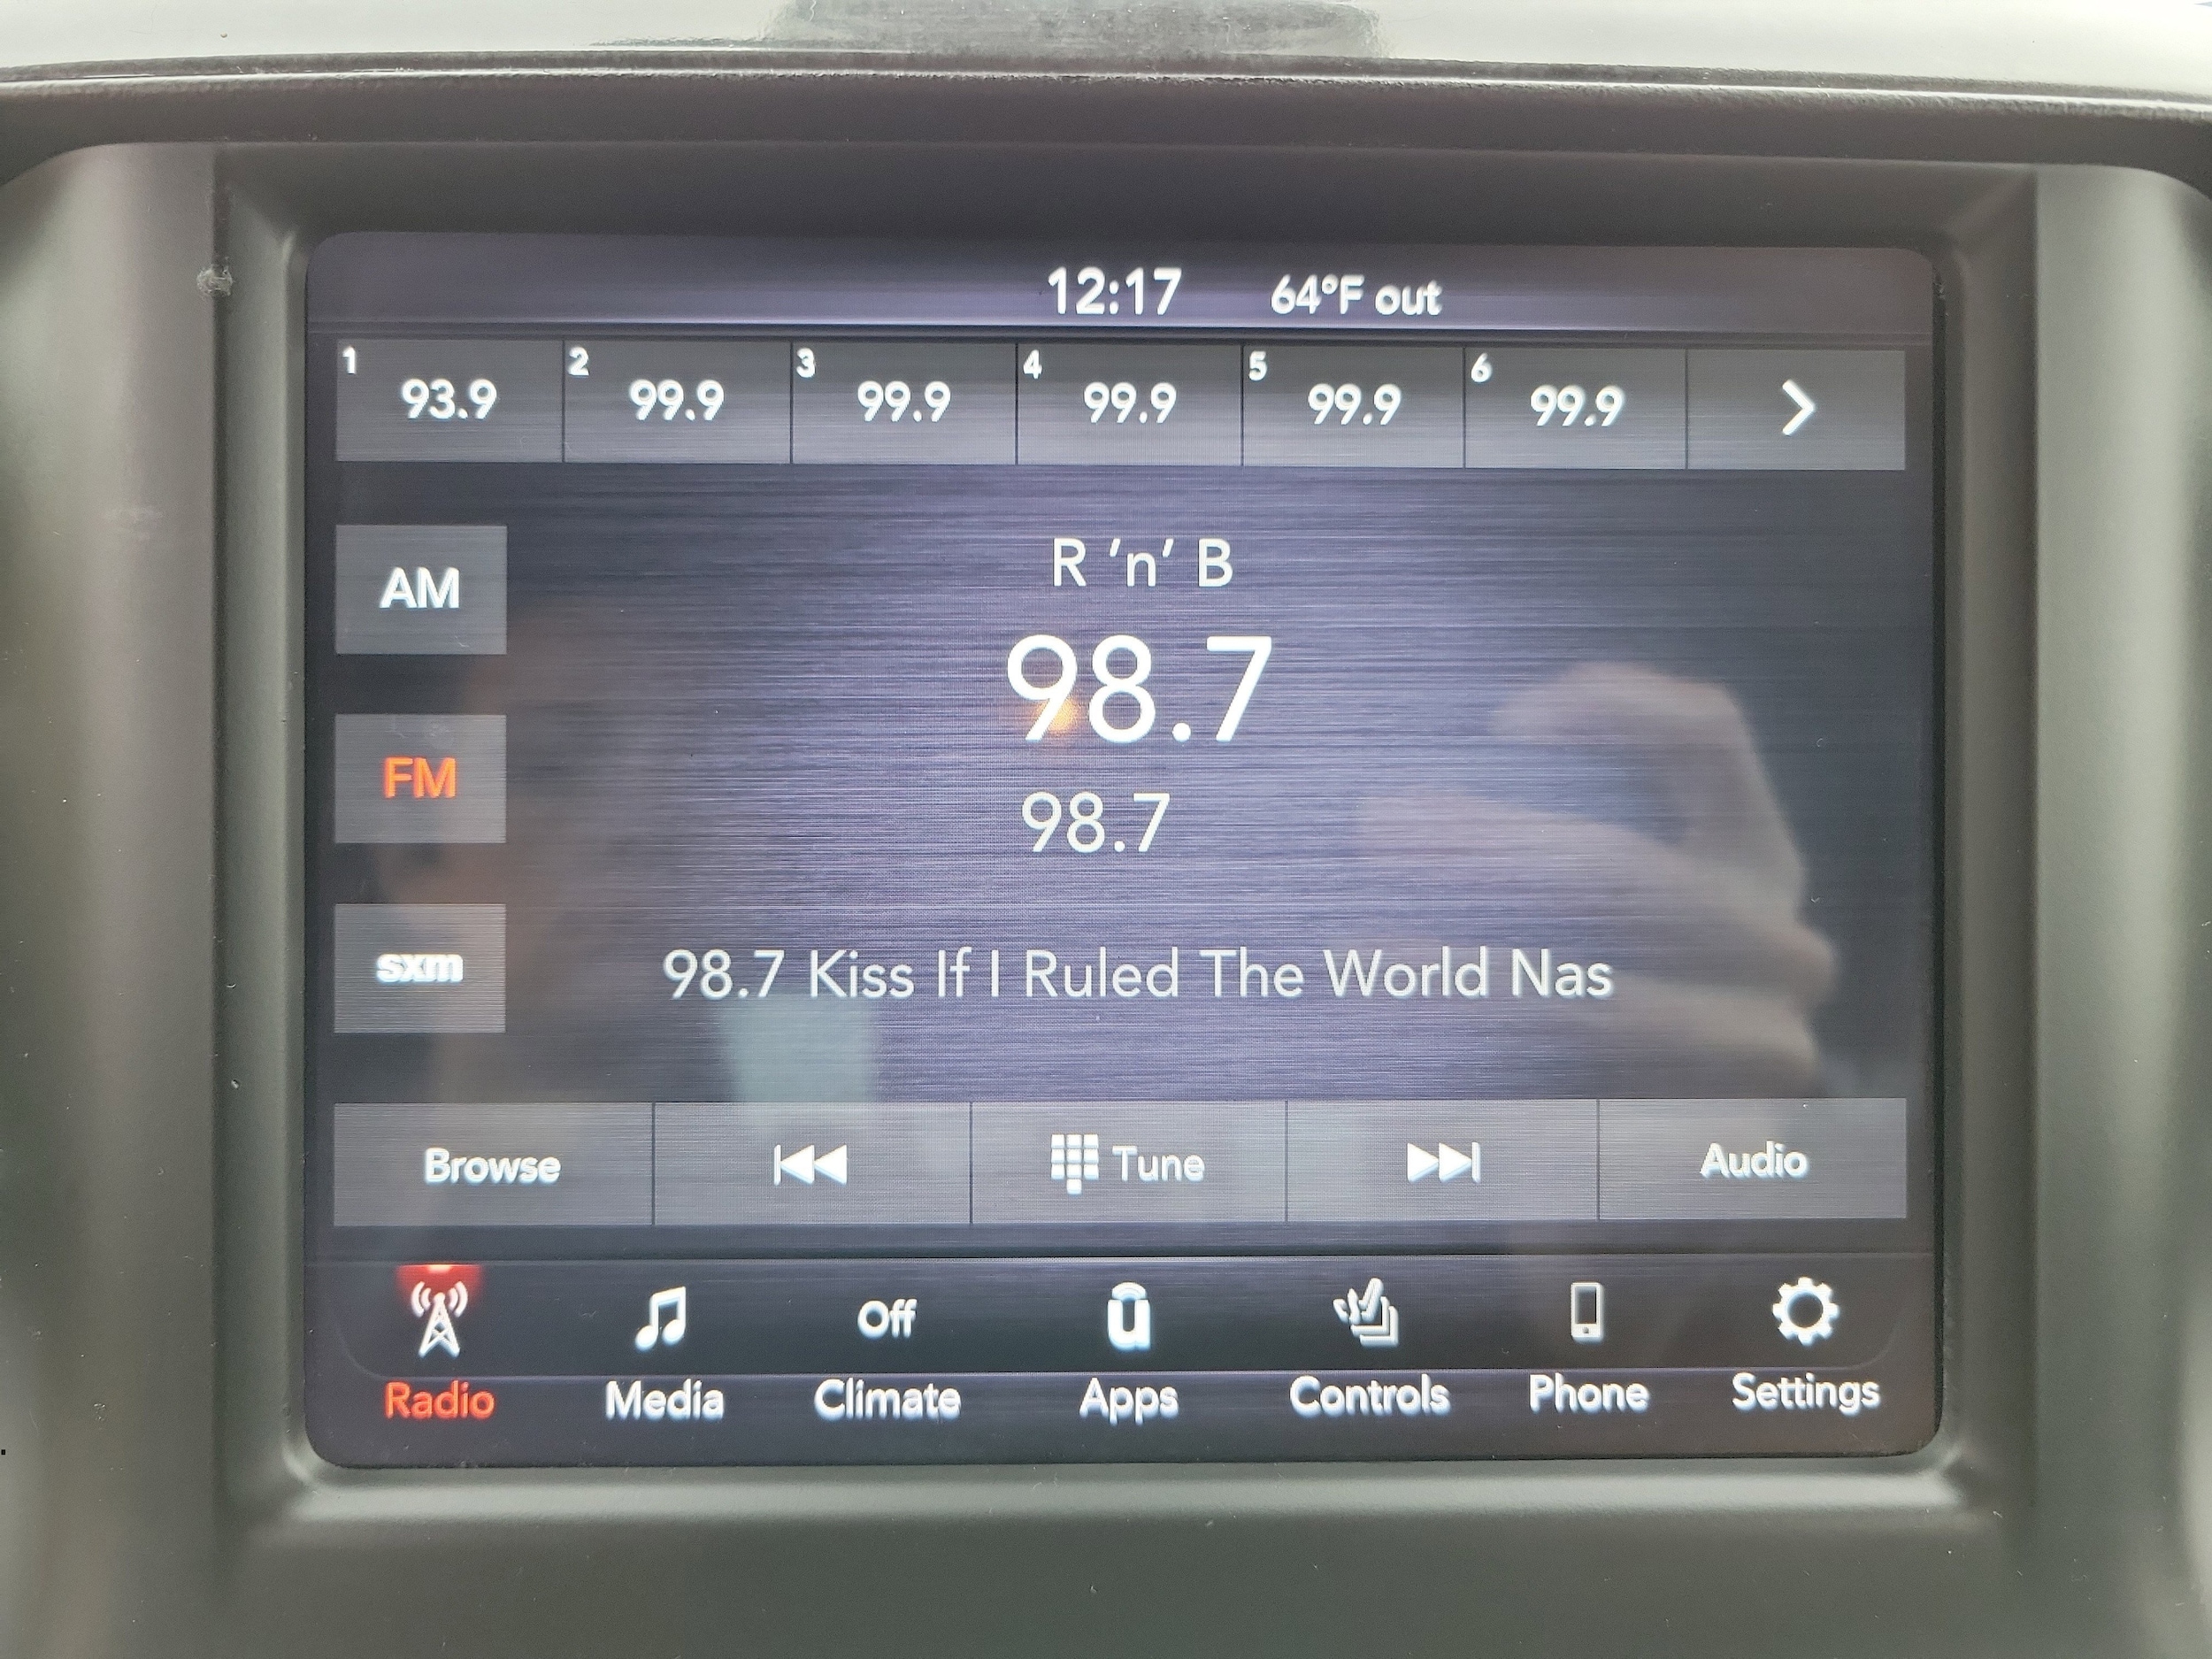 12:17 64°F out
1 93.9 2 99.9 3 99.9 4 99.9 5 99.9 6 99.9
AM
R 'n' B
98.7
FM
98.7
sxm
98.7 Kiss If I Ruled The World Nas
Browse Tune Audio
Off u
Radio Media Climate Apps Controls Phone Settings